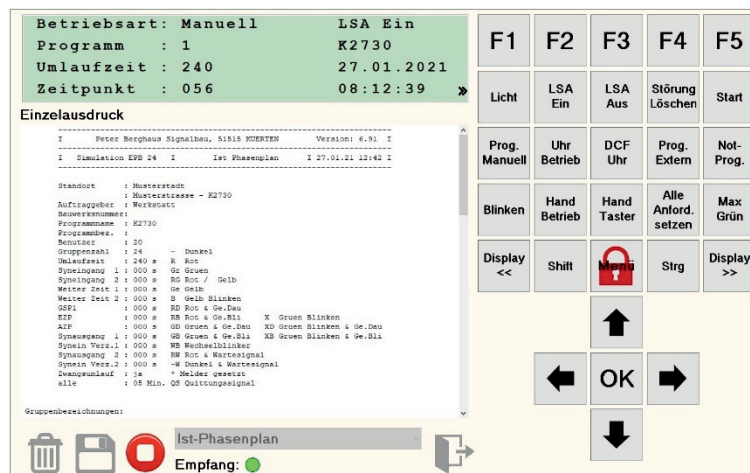 Betriebsart: Manuell LSA Ein
Programm : 1 K2730
Umlaufzeit : 240 27.01.2021
Zeitpunkt : 056 08:12:39 »
Einzelausdruck
I Peter Berghaus Signalbau, 51515 KUERTEN Version: 6.91 I
I Simulation EPB 24 I Ist Phasenplan I 27.01.21 12:42 I
Standort : Musterstadt
: Musterstrasse - K2730
Auftraggeber : Werkstatt
Bauwerksnummer:
Programmname : K2730
Programmbez. :
Benutzer : 20
Gruppenzahl : 24 - Dunkel
Umlaufzeit : 240 s R Rot
Syneingang 1 : 000 s Gr Gruen
Syneingang 2 : 000 s RG Rot / Gelb
Weiter Zeit 1 : 000 s Ge Gelb
Weiter Zeit 2 : 000 s B Gelb Blinken
GSP1 : 000 s RD Rot & Ge.Dau
EZP : 000 s RB Rot & Ge.Bli X Gruen Blinken
AZP : 000 s GD Gruen & Ge.Dau XD Gruen Blinken & Ge.Dau
Synausgang 1 : 000 s GB Gruen & Ge.Bli XB Gruen Blinken & Ge.Bli
Synein Verz.1 : 000 s WB Wechselblinker
Synausgang 2 : 000 s RW Rot & Wartesignal
Synein Verz.2 : 000 s -W Dunkel & Wartesignal
Zwangsumlauf : ja * Melder gesetzt
alle : 05 Min. QS Quittungssignal
Gruppenbezeichnungen:
Ist-Phasenplan
Empfang:
F1 F2 F3 F4 F5
Licht
LSA Ein
LSA Aus
Störung Löschen
Start
Prog. Manuell
Uhr Betrieb
DCF Uhr
Prog. Extern
Not-Prog.
Blinken
Hand Betrieb
Hand Taster
Alle Anford. setzen
Max Grün
Display <<
Shift
Menü
Strg
Display >>
OK